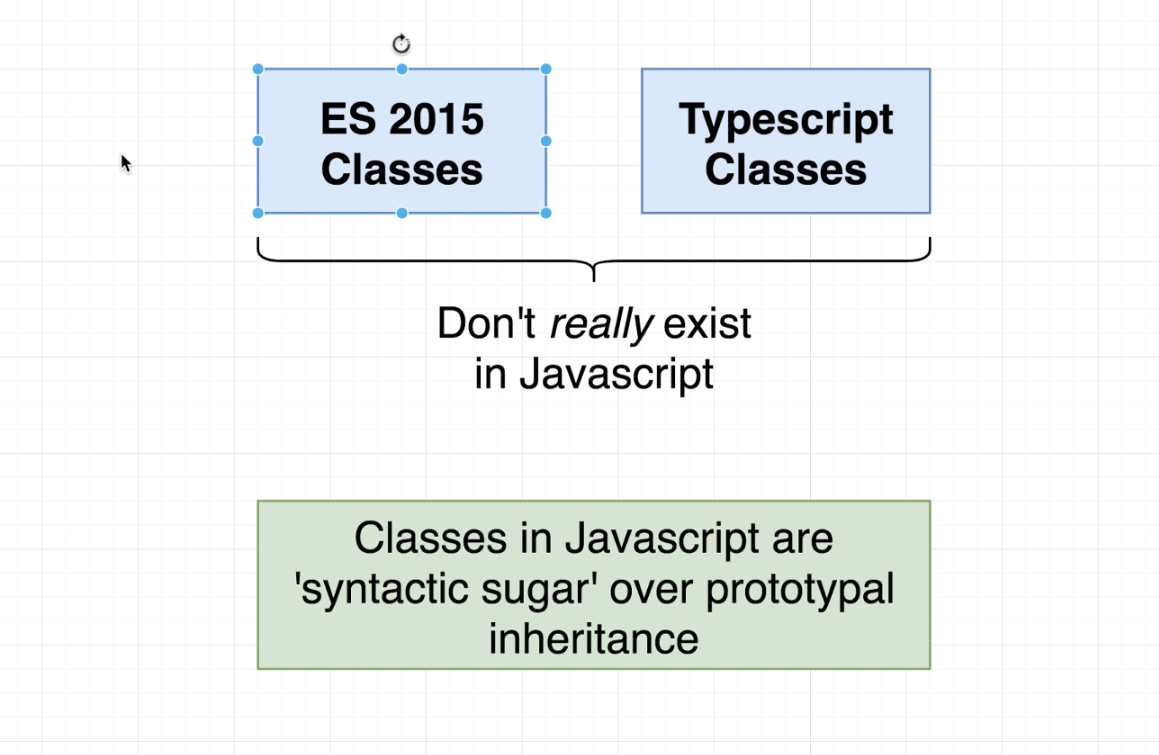 ES 2015
Classes
Typescript
Classes
Don't really exist
in Javascript
Classes in Javascript are
'syntactic sugar' over prototypal
inheritance